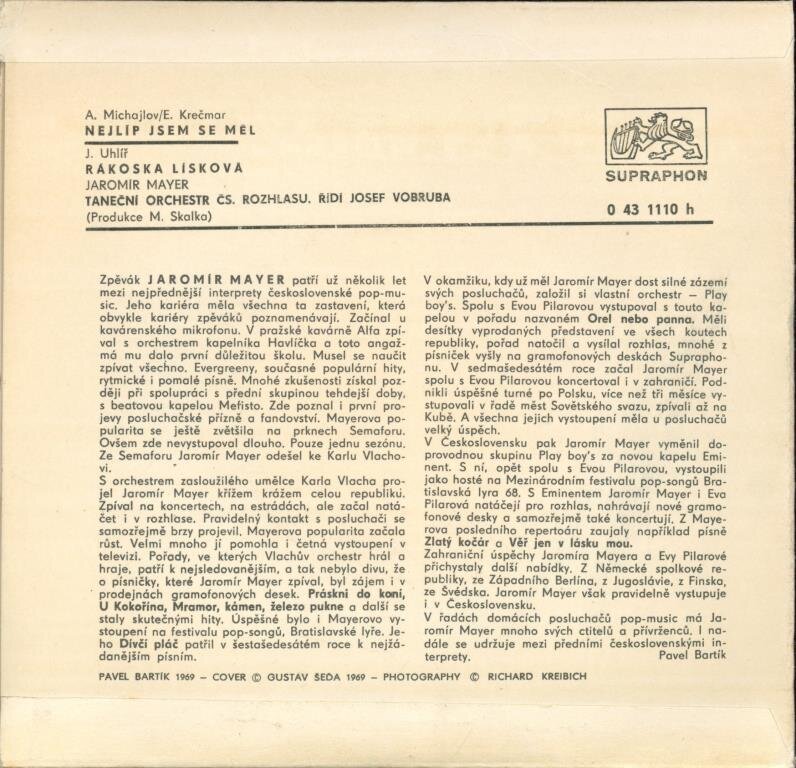 A. Michajlov/E. Krečmar
NEJLÍP JSEM SE MĚL
J. Uhlíř
RÁKOSKA LÍSKOVÁ
JAROMÍR MAYER
TANEČNÍ ORCHESTR ČS. ROZHLASU. ŘÍDÍ JOSEF VOBRUBA
(Produkce M. Skalka)
SUPRAPHON
0 43 1110 h
Zpěvák JAROMÍR MAYER patří už několik let
mezi nejpřednější interprety československé pop-mu-
sic. Jeho kariéra měla všechna ta zastavení, která
obvykle kariéry zpěváků poznamenávají. Začínal u
kavárenského mikrofonu. V pražské kavárně Alfa zpí-
val s orchestrem kapelníka Havlíčka a toto angaž-
má mu dalo první důležitou školu. Musel se naučit
zpívat všechno. Evergreeny, současné populární hity,
rytmické i pomalé písně. Mnohé zkušenosti získal poz-
ději při spolupráci s přední skupinou tehdejší doby,
s beatovou kapelou Mefisto. Zde poznal i první pro-
jevy posluchačské přízně a fandovství. Mayerova po-
pularita se ještě zvětšila na prknech Semaforu.
Ovšem zde nevystupoval dlouho. Pouze jednu sezónu.
Ze Semaforu Jaromír Mayer odešel ke Karlu Vlacho-
vi.
S orchestrem zasloužilého umělce Karla Vlacha pro-
jel Jaromír Mayer křížem krážem celou republiku.
Zpíval na koncertech, na estrádách, ale začal natá-
čet i v rozhlase. Pravidelný kontakt s posluchači se
samozřejmě brzy projevil. Mayerova popularita začala
růst. Velmi mnoho jí pomohla i četná vystoupení v
televizi. Pořady, ve kterých Vlachův orchestr hrál a
hraje, patří k nejsledovanějším, a tak nebylo divu, že
o písničky, které Jaromír Mayer zpíval, byl zájem i v
prodejnách gramofonových desek. Práskni do koní,
U Kokořína, Mramor, kámen, železo pukne a další se
staly skutečnými hity. Úspěšné bylo i Mayerovo vy-
stoupení na festivalu pop-songů, Bratislavské lyře. Je-
ho Dívčí pláč patřil v šestašedesátém roce k nejžá-
danějším písním.
V okamžiku, kdy už měl Jaromír Mayer dost silné zázemí
svých posluchačů, založil si vlastní orchestr – Play
boy's. Spolu s Evou Pilarovou vystupoval s touto ka-
pelou v pořadu nazvaném Orel nebo panna. Měli
desítky vyprodaných představení ve všech koutech
republiky, pořad natočil a vysílal rozhlas, mnohé z
písniček vyšly na gramofonových deskách Supraphо-
nu. V sedmašedesátém roce začal Jaromír Mayer
spolu s Evou Pilarovou koncertoval i v zahraničí. Pod-
nikli úspěšné turné po Polsku, více než tři měsíce vy-
stupovali v řadě měst Sovětského svazu, zpívali až na
Kubě. A všechna jejich vystoupení měla u posluchačů
velký úspěch.
V Československu pak Jaromír Mayer vyměnil do-
provodnou skupinu Play boy's za novou kapelu Emi-
nent. S ní, opět spolu s Evou Pilarovou, vystoupili
jako hosté na Mezinárodním festivalu pop-songů Bra-
tislavská lyra 68. S Eminentem Jaromír Mayer i Eva
Pilarová natáčejí pro rozhlas, nahrávají nové gramo-
fonové desky a samozřejmě také koncertují. Z Maye-
rova posledního repertoáru zaujaly například písně
Zlatý kočár a Věř jen v lásku mou.
Zahraniční úspěchy Jaromíra Mayera a Evy Pilarové
přichystaly další nabídky. Z Německé spolkové re-
publiky, ze Západního Berlína, z Jugoslávie, z Finska,
ze Švédska. Jaromír Mayer však pravidelně vystupuje
i v Československu.
V řadách domácích posluchačů pop-music má Ja-
romír Mayer mnoho svých ctitelů a přívrženců. I na-
dále se udržuje mezi předními československými in-
terprety. Pavel Bartík
PAVEL BARTÍK 1969 – COVER © GUSTAV ŠEDA 1969 – PHOTOGRAPHY © RICHARD KREIBICH